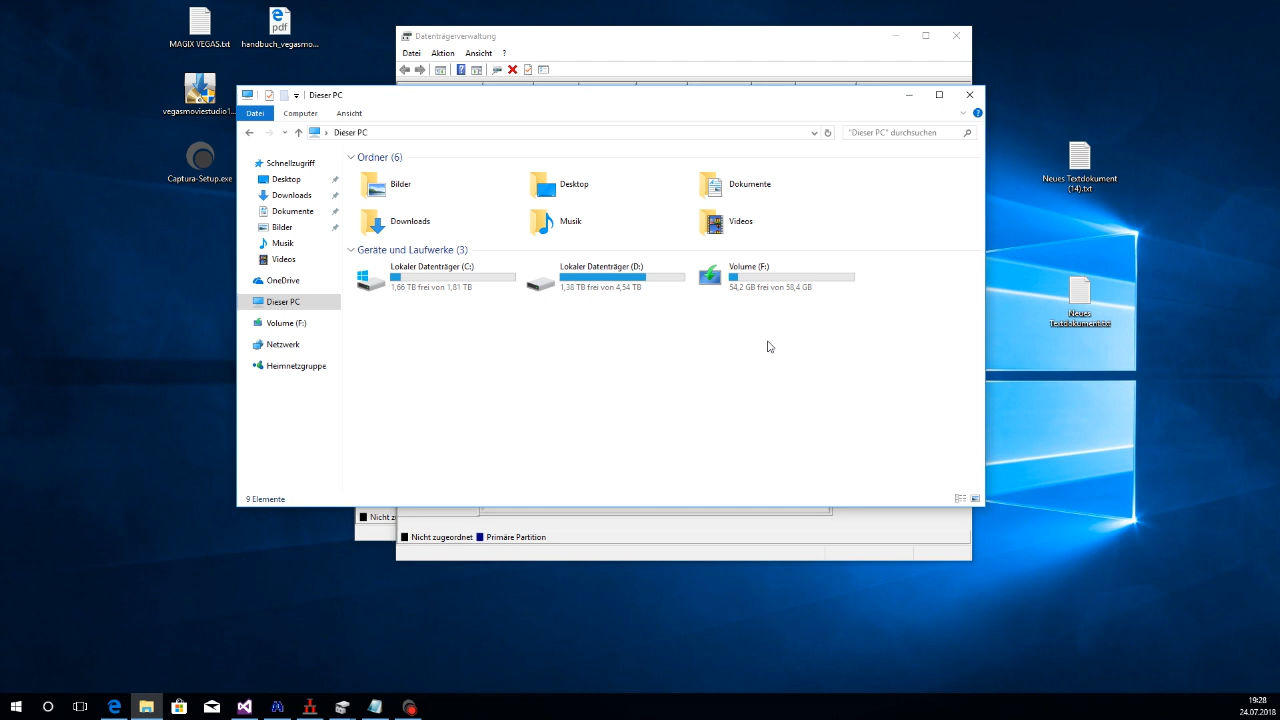 MAGIX VEGAS.txt
handbuch_vegasmo...
vegasmoviestudio1...
Captura-Setup.exe
Datenträgerverwaltung
Datei Aktion Ansicht ?
Dieser PC
Datei Computer Ansicht
Dieser PC
"Dieser PC" durchsuchen
Schnellzugriff
Desktop
Downloads
Dokumente
Bilder
Musik
Videos
OneDrive
Dieser PC
Volume (F:)
Netzwerk
Heimnetzgruppe
Ordner (6)
Bilder
Desktop
Dokumente
Downloads
Musik
Videos
Geräte und Laufwerke (3)
Lokaler Datenträger (C:)
1,66 TB frei von 1,81 TB
Lokaler Datenträger (D:)
1,38 TB frei von 4,54 TB
Volume (F:)
54,2 GB frei von 58,4 GB
9 Elemente
Nicht z
Nicht zugeordnet
Primäre Partition
Neues Textdokument
(14).txt
Neues
Textdokument.txt
19:28
24.07.2018